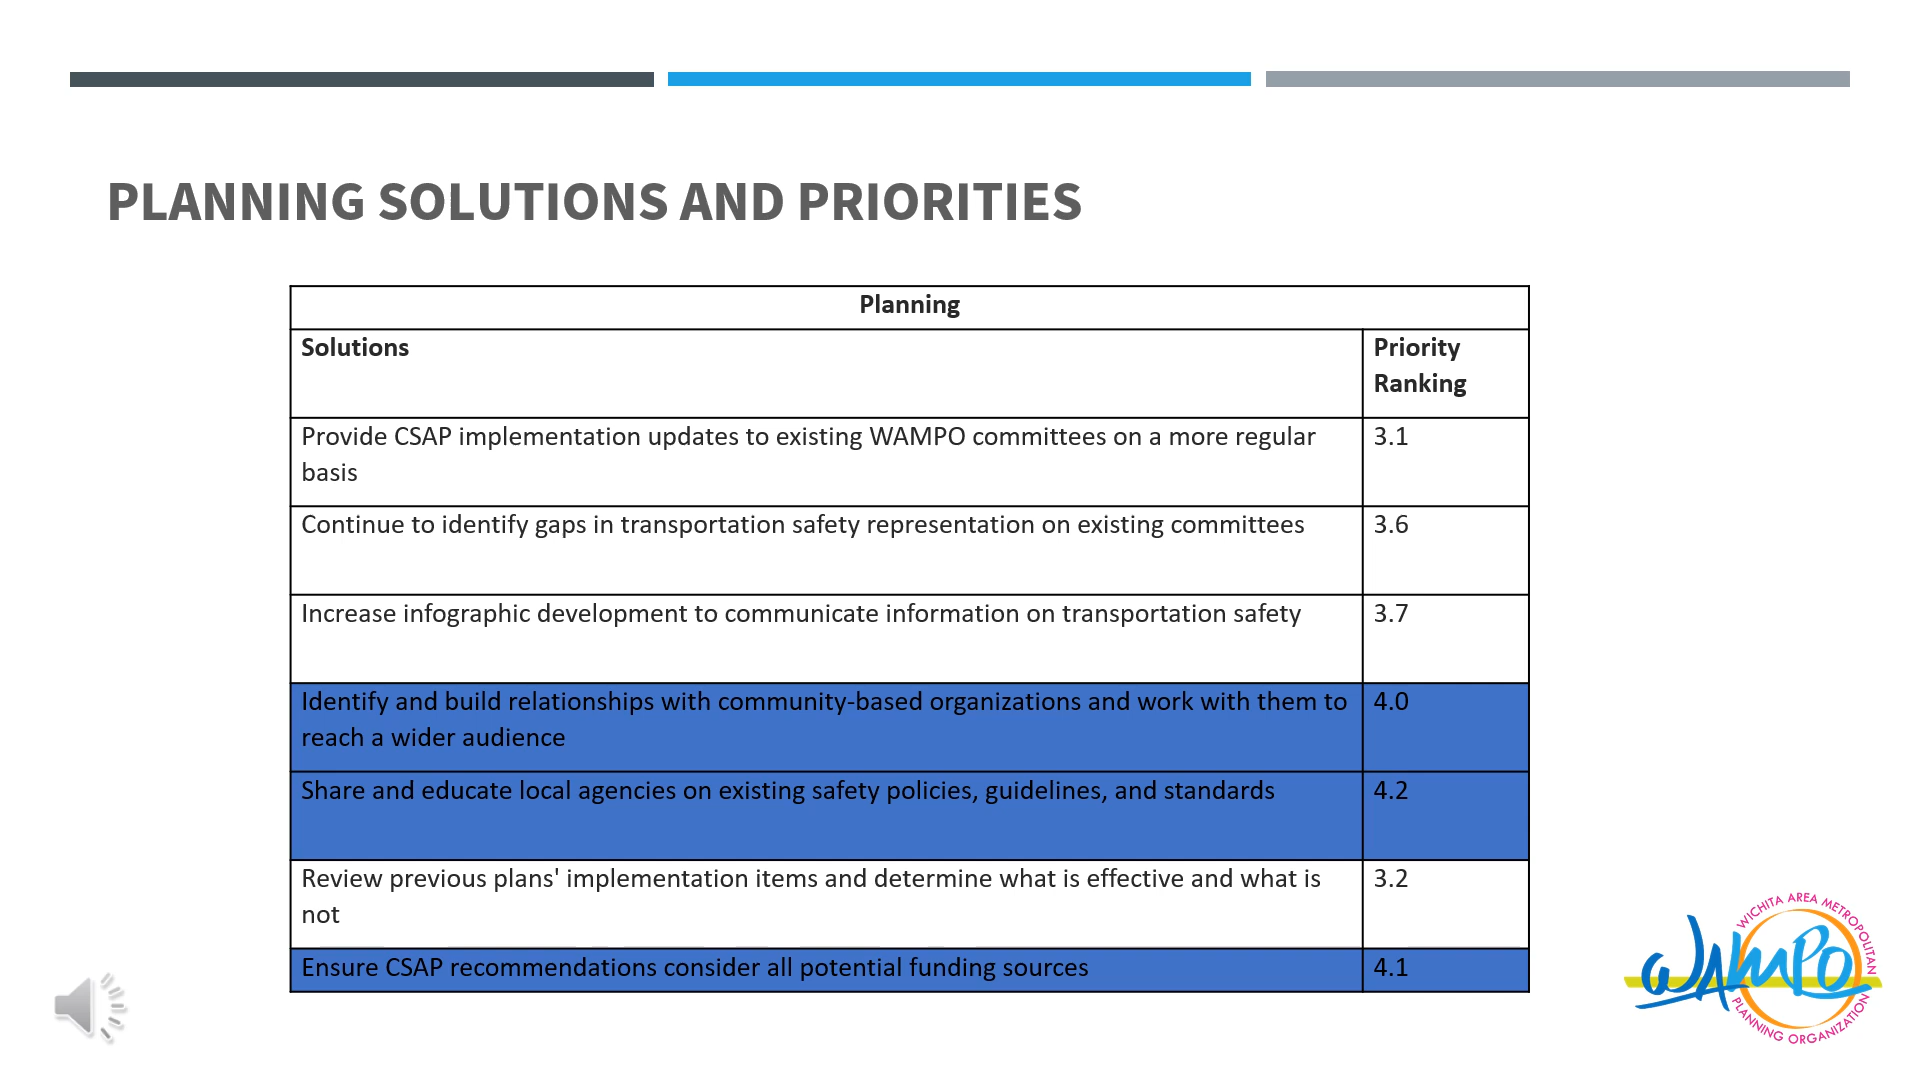 PLANNING SOLUTIONS AND PRIORITIES
Planning
Solutions
Priority
Ranking
Provide CSAP implementation updates to existing WAMPO committees on a more regular
basis
3.1
Continue to identify gaps in transportation safety representation on existing committees
3.6
Increase infographic development to communicate information on transportation safety
3.7
Identify and build relationships with community-based organizations and work with them to
reach a wider audience
4.0
Share and educate local agencies on existing safety policies, guidelines, and standards
4.2
Review previous plans' implementation items and determine what is effective and what is
not
3.2
Ensure CSAP recommendations consider all potential funding sources
4.1
WICHITA AREA METROPOLITAN
WAMPO
PLANNING ORGANIZATION